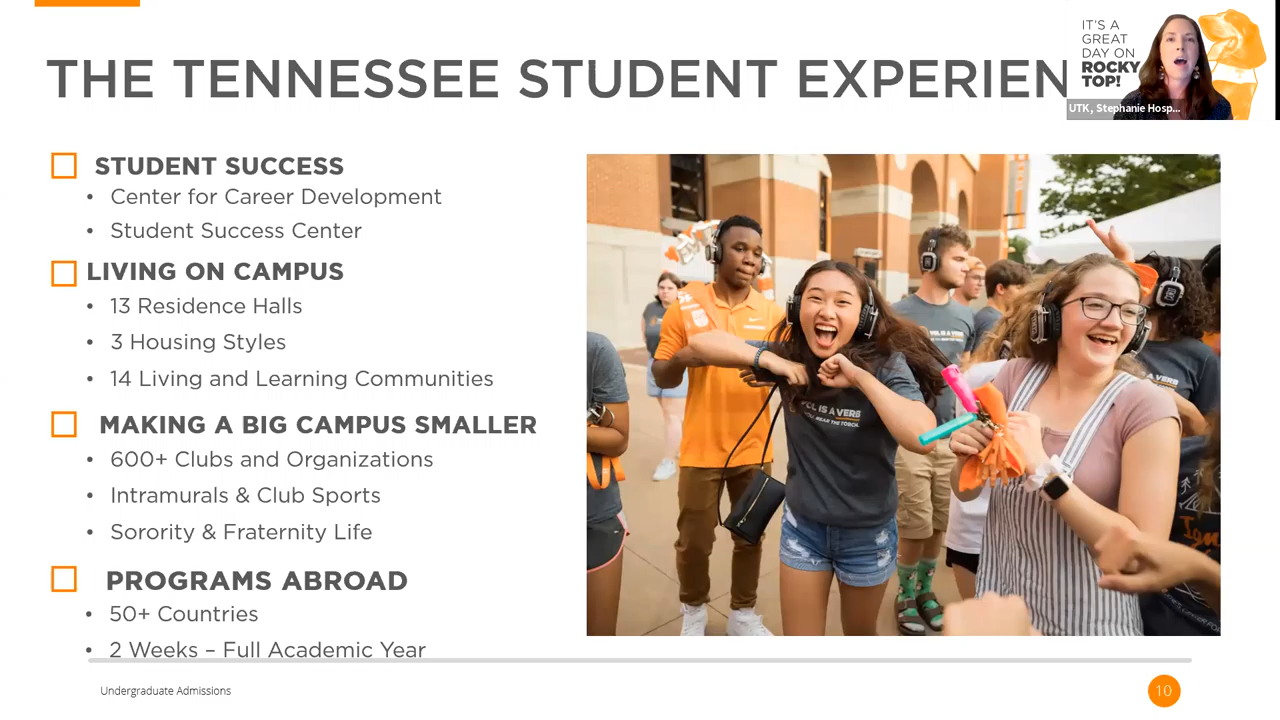 THE TENNESSEE STUDENT EXPERIEN
IT'S A
GREAT
DAY ON
ROCKY
TOP!
UTK, Stephanie Hosp...
STUDENT SUCCESS
• Center for Career Development
• Student Success Center
LIVING ON CAMPUS
• 13 Residence Halls
• 3 Housing Styles
• 14 Living and Learning Communities
MAKING A BIG CAMPUS SMALLER
• 600+ Clubs and Organizations
• Intramurals & Club Sports
• Sorority & Fraternity Life
PROGRAMS ABROAD
• 50+ Countries
• 2 Weeks – Full Academic Year
VOL IS A VERB
Undergraduate Admissions
10